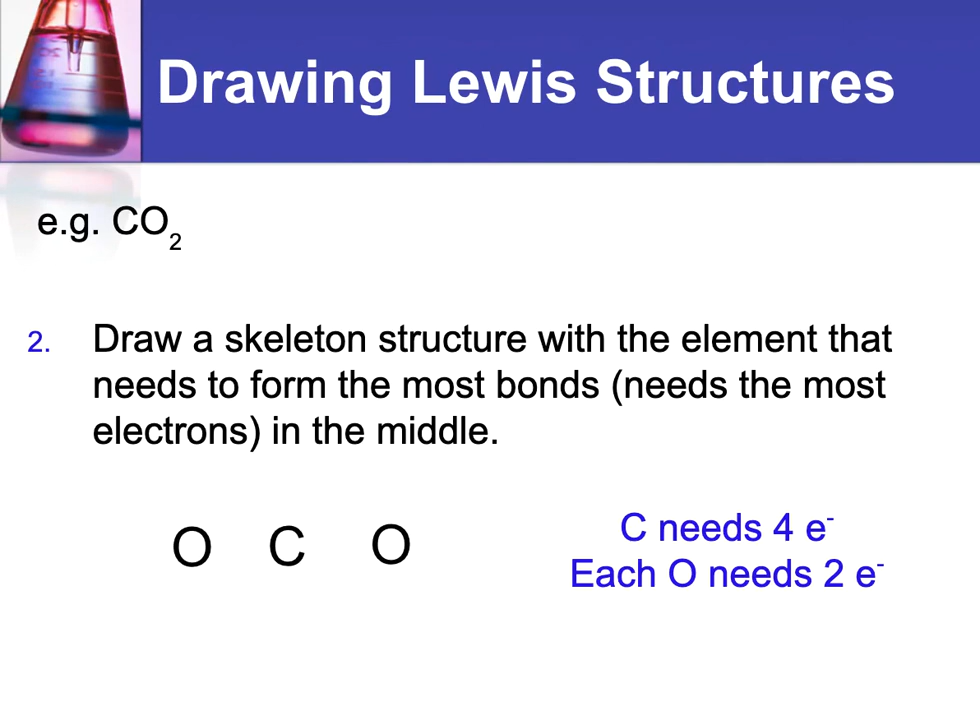 Drawing Lewis Structures
e.g. CO₂
2. Draw a skeleton structure with the element that
needs to form the most bonds (needs the most
electrons) in the middle.
O C O
C needs 4 e⁻
Each O needs 2 e⁻